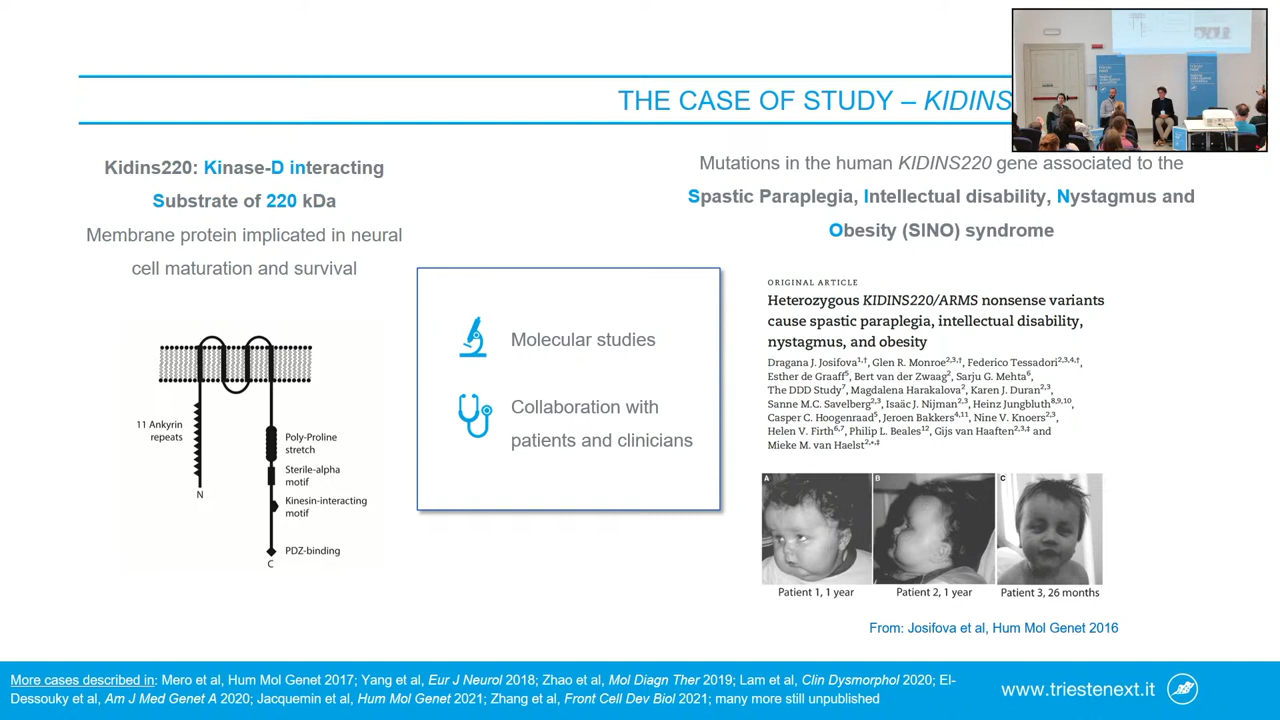 THE CASE OF STUDY – KIDINS
Kidins220: Kinase-D interacting
Substrate of 220 kDa
Membrane protein implicated in neural
cell maturation and survival
11 Ankyrin
repeats
N
Poly-Proline
stretch
Sterile-alpha
motif
Kinesin-interacting
motif
PDZ-binding
C
Molecular studies
Collaboration with
patients and clinicians
Mutations in the human KIDINS220 gene associated to the
Spastic Paraplegia, Intellectual disability, Nystagmus and
Obesity (SINO) syndrome
ORIGINAL ARTICLE
Heterozygous KIDINS220/ARMS nonsense variants
cause spastic paraplegia, intellectual disability,
nystagmus, and obesity
Dragana J. Josifova1,†, Glen R. Monroe2,3,†, Federico Tessadori2,3,4,†,
Esther de Graaff5, Bert van der Zwaag2, Sarju G. Mehta6,
The DDD Study7, Magdalena Harakalova2, Karen J. Duran2,3,
Sanne M.C. Savelberg2,3, Isaäc J. Nijman2,3, Heinz Jungbluth8,9,10,
Casper C. Hoogenraad5, Jeroen Bakkers4,11, Nine V. Knoers2,3,
Helen V. Firth6,7, Philip L. Beales12, Gijs van Haaften2,3,‡ and
Mieke M. van Haelst2,*,‡
A
B
C
Patient 1, 1 year
Patient 2, 1 year
Patient 3, 26 months
From: Josifova et al, Hum Mol Genet 2016
More cases described in: Mero et al, Hum Mol Genet 2017; Yang et al, Eur J Neurol 2018; Zhao et al, Mol Diagn Ther 2019; Lam et al, Clin Dysmorphol 2020; El-
Dessouky et al, Am J Med Genet A 2020; Jacquemin et al, Hum Mol Genet 2021; Zhang et al, Front Cell Dev Biol 2021; many more still unpublished
www.triestenext.it